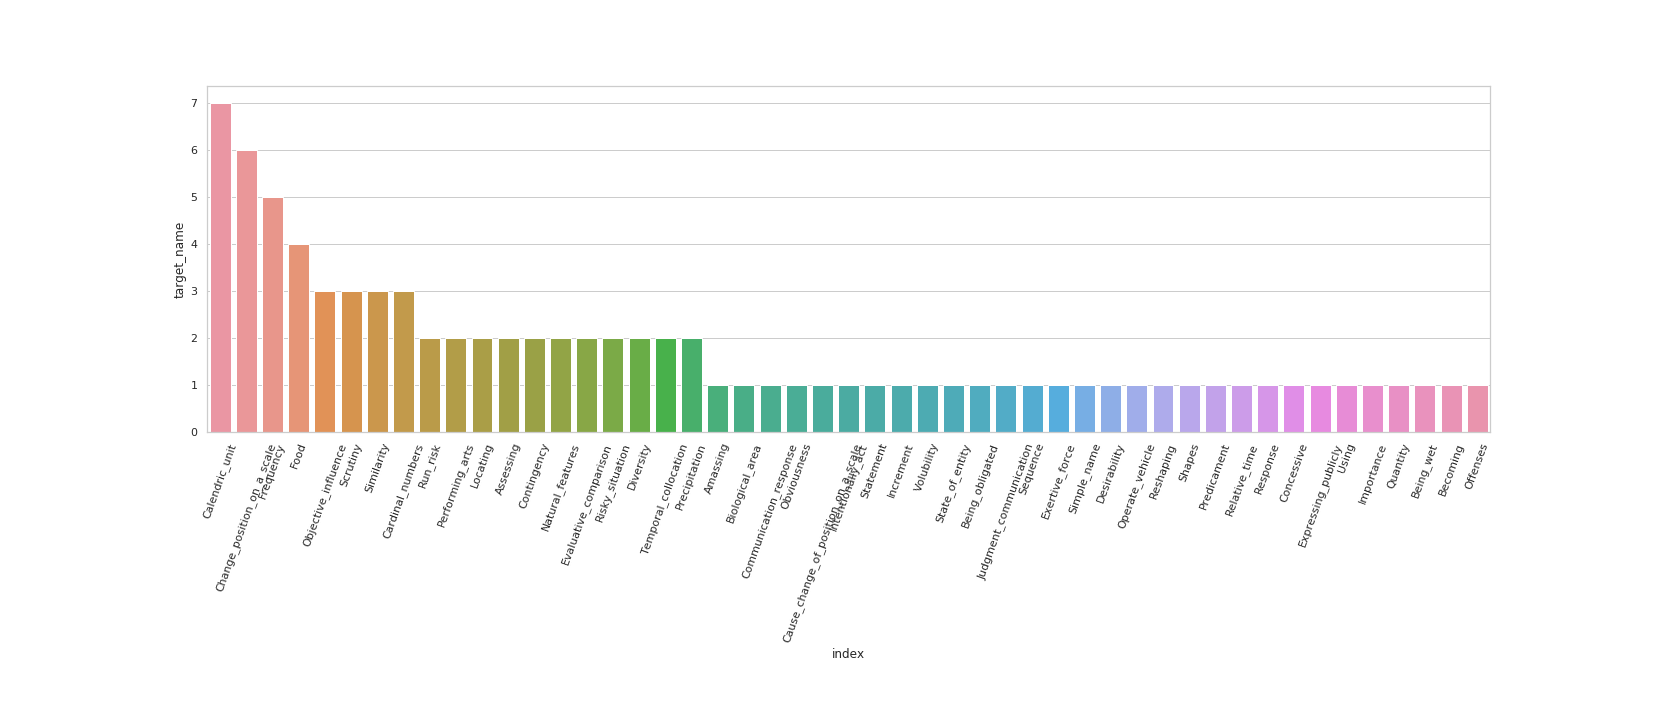 7
6
5
4
3
2
1
0
target_name
Calendric_unit
Change_position_on_a_scale
Frequency
Food
Objective_influence
Scrutiny
Similarity
Cardinal_numbers
Run_risk
Performing_arts
Locating
Assessing
Contingency
Natural_features
Evaluative_comparison
Risky_situation
Diversity
Temporal_collocation
Precipitation
Amassing
Biological_area
Communication_response
Obviousness
Cause_change_of_position_on_a_scale
Intentionally_act
Statement
Increment
Volubility
State_of_entity
Being_obligated
Judgment_communication
Sequence
Exertive_force
Simple_name
Desirability
Operate_vehicle
Reshaping
Shapes
Predicament
Relative_time
Response
Concessive
Expressing_publicly
Using
Importance
Quantity
Being_wet
Becoming
Offenses
index